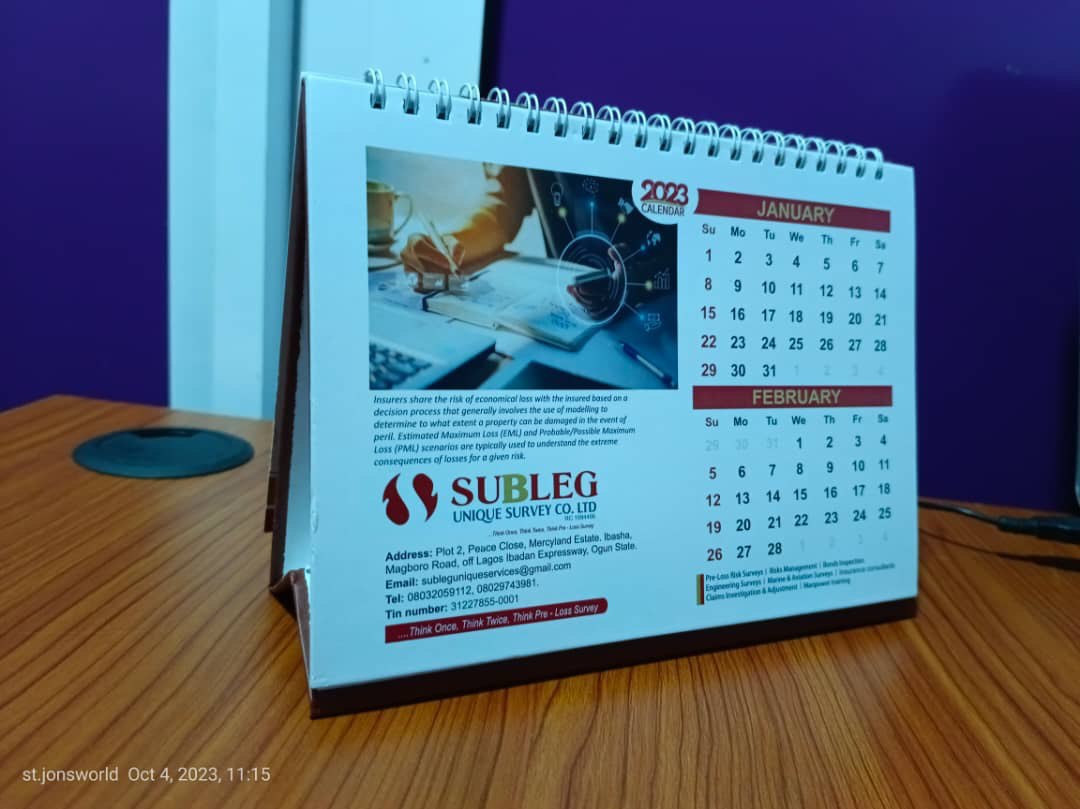 2023
CALENDAR
JANUARY
Su Mo Tu We Th Fr Sa
1 2 3 4 5 6 7
8 9 10 11 12 13 14
15 16 17 18 19 20 21
22 23 24 25 26 27 28
29 30 31 1 2 3 4
FEBRUARY
Su Mo Tu We Th Fr Sa
29 30 31 1 2 3 4
5 6 7 8 9 10 11
12 13 14 15 16 17 18
19 20 21 22 23 24 25
26 27 28 1 2 3 4
Insurers share the risk of economical loss with the insured based on a
decision process that generally involves the use of modelling to
determine to what extent a property can be damaged in the event of
peril. Estimated Maximum Loss (EML) and Probable/Possible Maximum
Loss (PML) scenarios are typically used to understand the extreme
consequences of losses for a given risk.
SUBLEG
UNIQUE SURVEY CO. LTD
...Think Once, Think Twice, Think Pre - Loss Survey
Address: Plot 2, Peace Close, Mercyland Estate, Ibasha,
Magboro Road, off Lagos Ibadan Expressway, Ogun State.
Email: subleguniqueservices@gmail.com
Tel: 08032059112, 08029743981.
Tin number: 31227855-0001
....Think Once, Think Twice, Think Pre - Loss Survey
Pre-Loss Risk Surveys | Risks Management | Bonds Inspection,
Engineering Surveys | Marine & Aviation Surveys | Insurance consultants
Claims Investigation & Adjustment | Manpower training
st.jonsworld Oct 4, 2023, 11:15